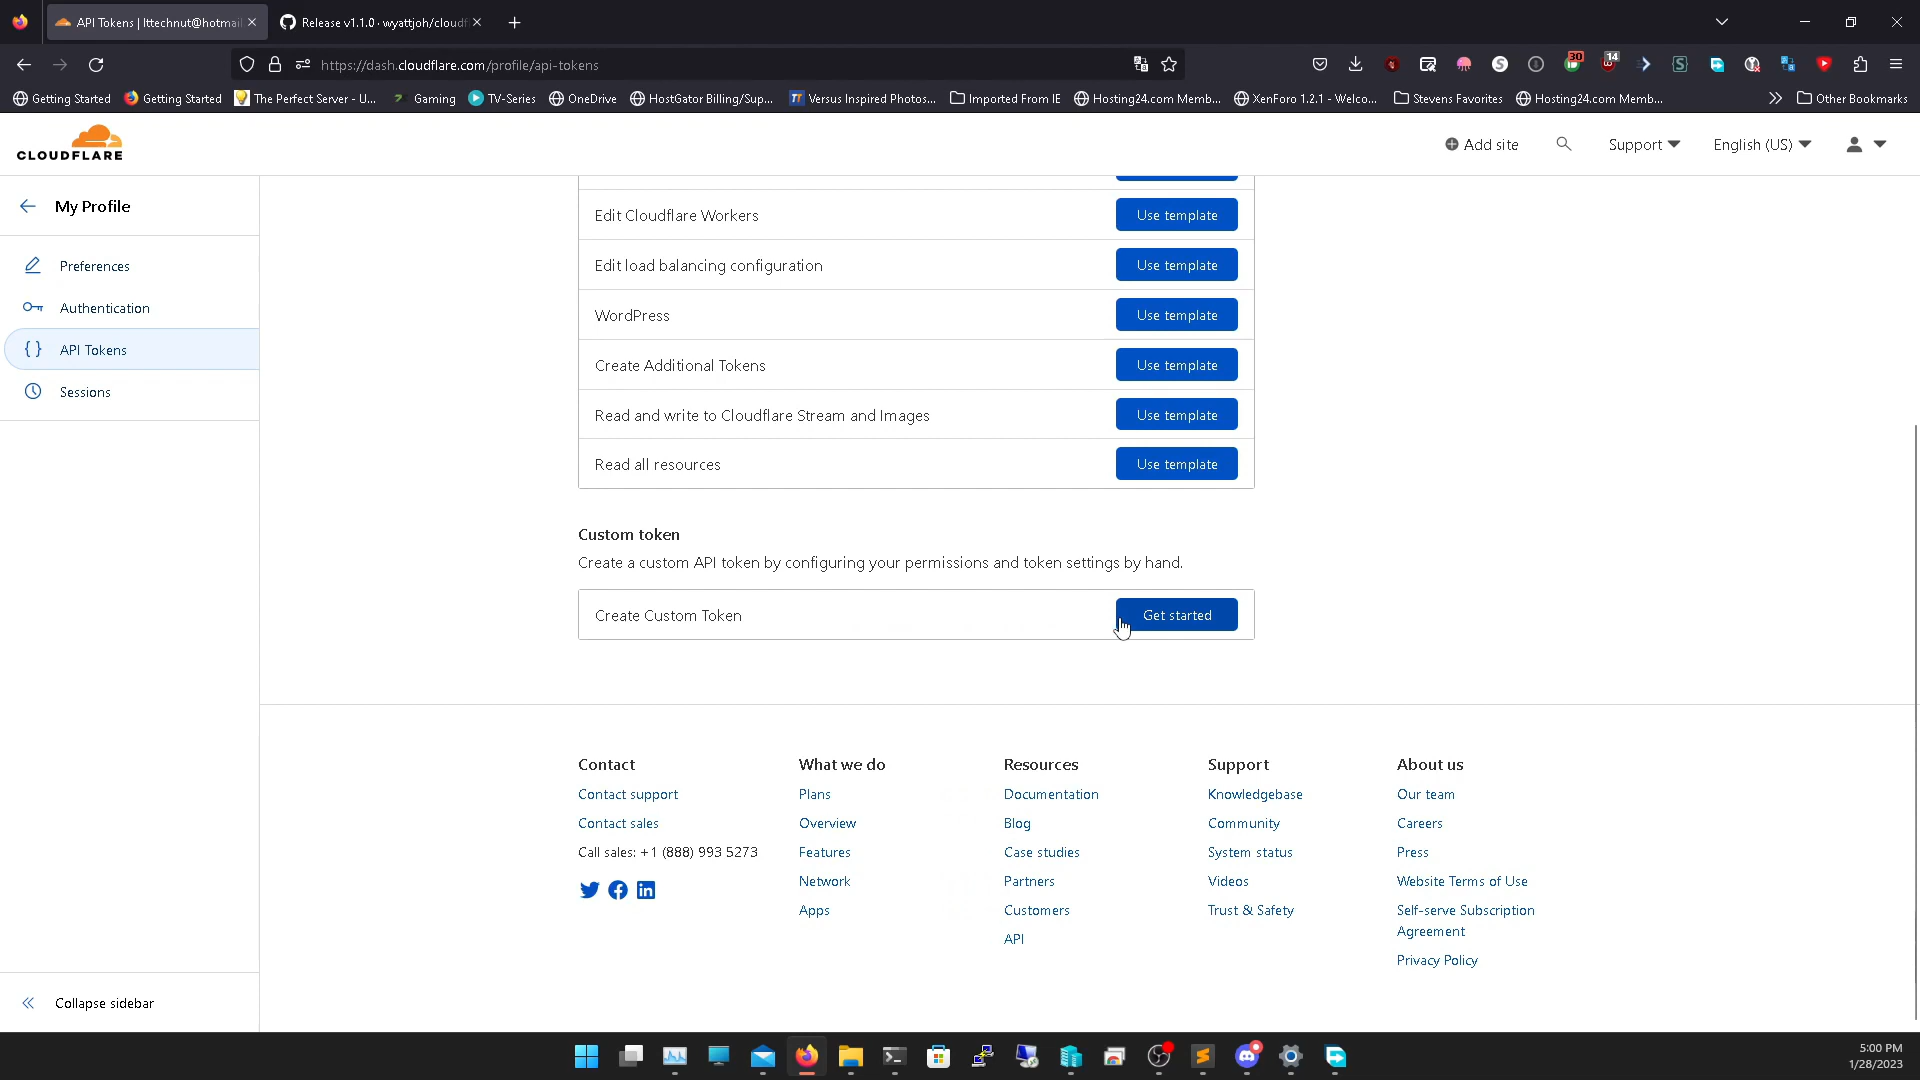 API Tokens | lttechnut@hotmail
Release v1.1.0 · wyattjoh/cloudf
https://dash.cloudflare.com/profile/api-tokens
30
14
Getting Started
Getting Started
The Perfect Server - U...
Gaming
TV-Series
OneDrive
HostGator Billing/Sup...
Versus Inspired Photos...
Imported From IE
Hosting24.com Memb...
XenForo 1.2.1 - Welco...
Stevens Favorites
Hosting24.com Memb...
Other Bookmarks
CLOUDFLARE
Add site
Support
English (US)
My Profile
Preferences
Authentication
API Tokens
Sessions
Collapse sidebar
Edit Cloudflare Workers
Use template
Edit load balancing configuration
Use template
WordPress
Use template
Create Additional Tokens
Use template
Read and write to Cloudflare Stream and Images
Use template
Read all resources
Use template
Custom token
Create a custom API token by configuring your permissions and token settings by hand.
Create Custom Token
Get started
Contact
Contact support
Contact sales
Call sales: +1 (888) 993 5273
What we do
Plans
Overview
Features
Network
Apps
Resources
Documentation
Blog
Case studies
Partners
Customers
API
Support
Knowledgebase
Community
System status
Videos
Trust & Safety
About us
Our team
Careers
Press
Website Terms of Use
Self-serve Subscription
Agreement
Privacy Policy
5:00 PM
1/28/2023